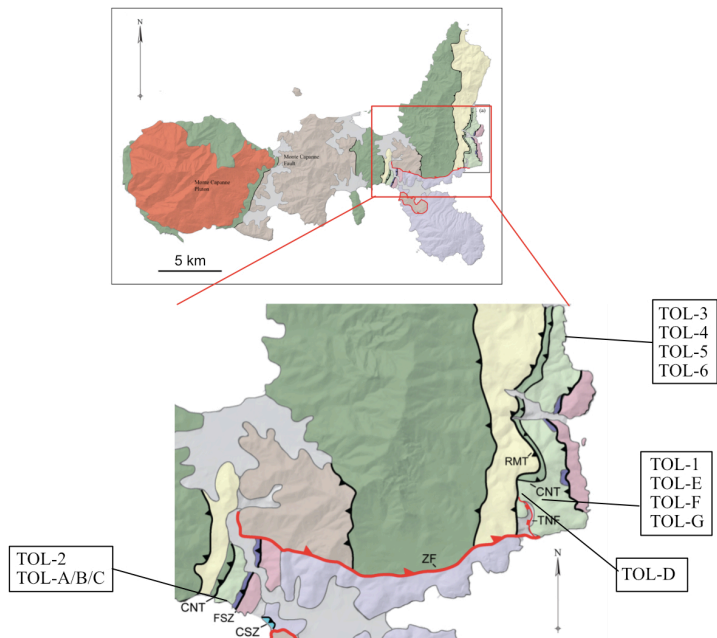 N
Monte Capanne
Fault
Monte Capanne
Pluton
5 km
TOL-3
TOL-4
TOL-5
TOL-6
RMT
CNT
TOL-1
TOL-E
TOL-F
TOL-G
TNF
TOL-D
ZF
N
TOL-2
TOL-A/B/C
CNT
FSZ
CSZ